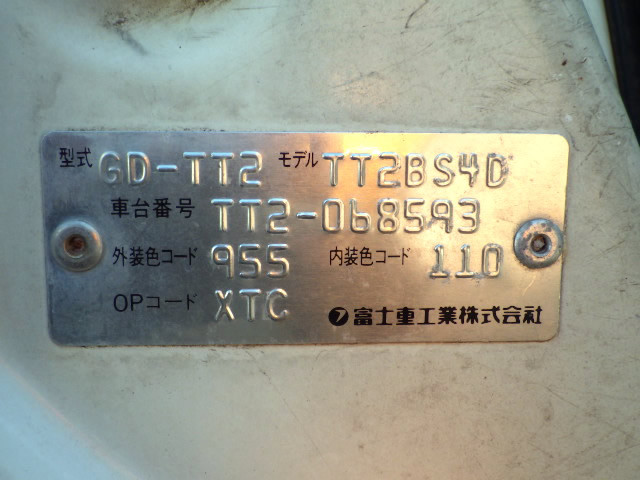 型式 GD-TT2 モデル TT2BS4D
車台番号 TT2-068593
外装色コード 955 内装色コード 110
OPコード XTC 富士重工業株式会社